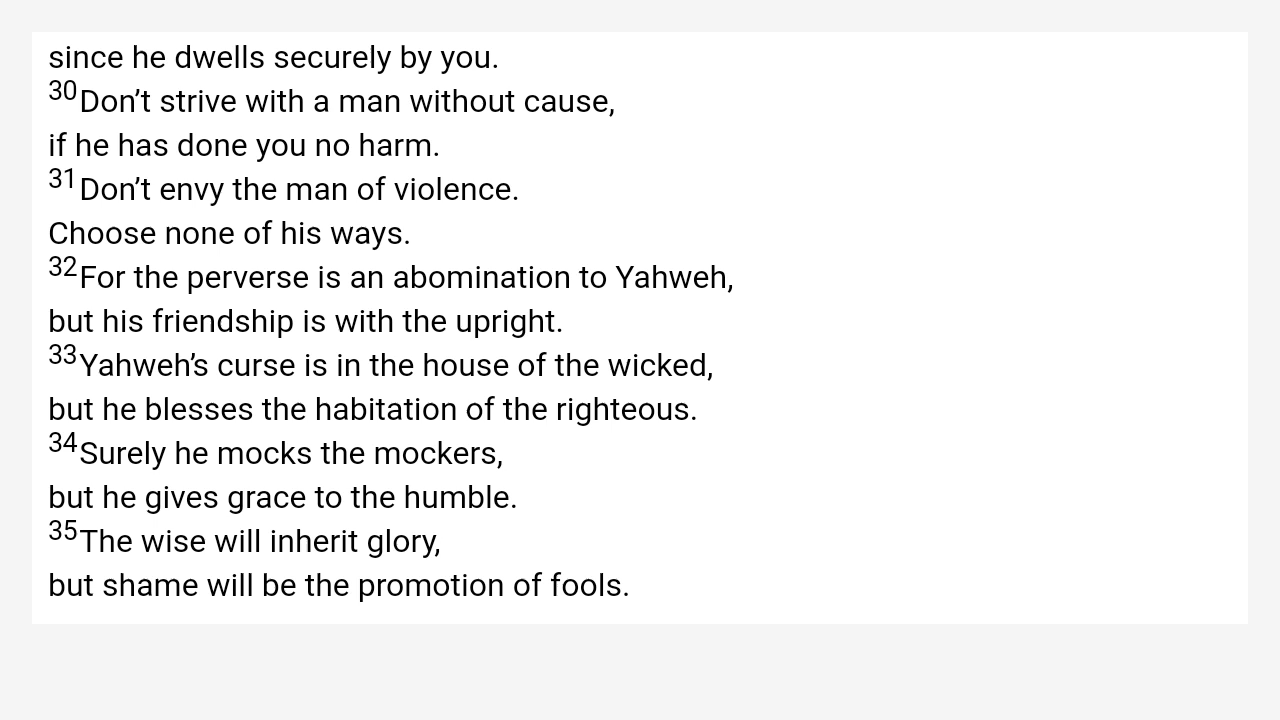 since he dwells securely by you.
30Don’t strive with a man without cause,
if he has done you no harm.
31Don’t envy the man of violence.
Choose none of his ways.
32For the perverse is an abomination to Yahweh,
but his friendship is with the upright.
33Yahweh’s curse is in the house of the wicked,
but he blesses the habitation of the righteous.
34Surely he mocks the mockers,
but he gives grace to the humble.
35The wise will inherit glory,
but shame will be the promotion of fools.